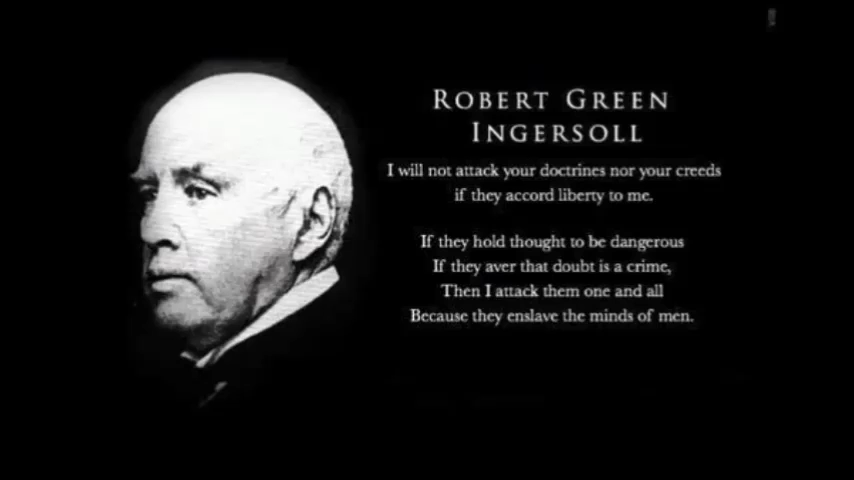 ROBERT GREEN
INGERSOLL
I will not attack your doctrines nor your creeds
if they accord liberty to me.
If they hold thought to be dangerous
If they aver that doubt is a crime,
Then I attack them one and all
Because they enslave the minds of men.